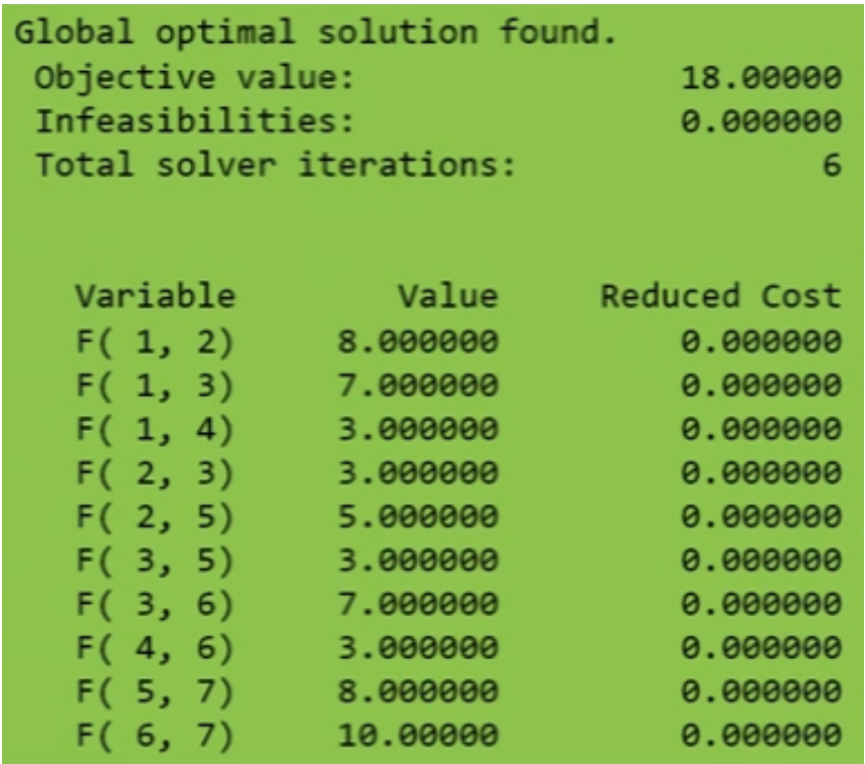 Global optimal solution found.
Objective value: 18.00000
Infeasibilities: 0.000000
Total solver iterations: 6
Variable Value Reduced Cost
F( 1, 2) 8.000000 0.000000
F( 1, 3) 7.000000 0.000000
F( 1, 4) 3.000000 0.000000
F( 2, 3) 3.000000 0.000000
F( 2, 5) 5.000000 0.000000
F( 3, 5) 3.000000 0.000000
F( 3, 6) 7.000000 0.000000
F( 4, 6) 3.000000 0.000000
F( 5, 7) 8.000000 0.000000
F( 6, 7) 10.00000 0.000000